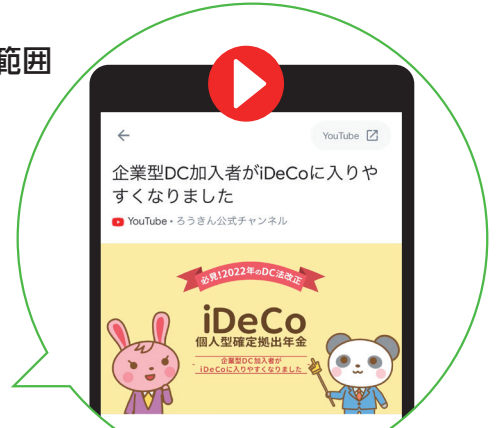 範囲
YouTube
企業型DC加入者がiDeCoに入りや
すくなりました
YouTube・ろうきん公式チャンネル
必見!2022年のDC法改正
iDeCo
個人型確定拠出年金
企業型DC加入者が
iDeCoに入りやすくなりました